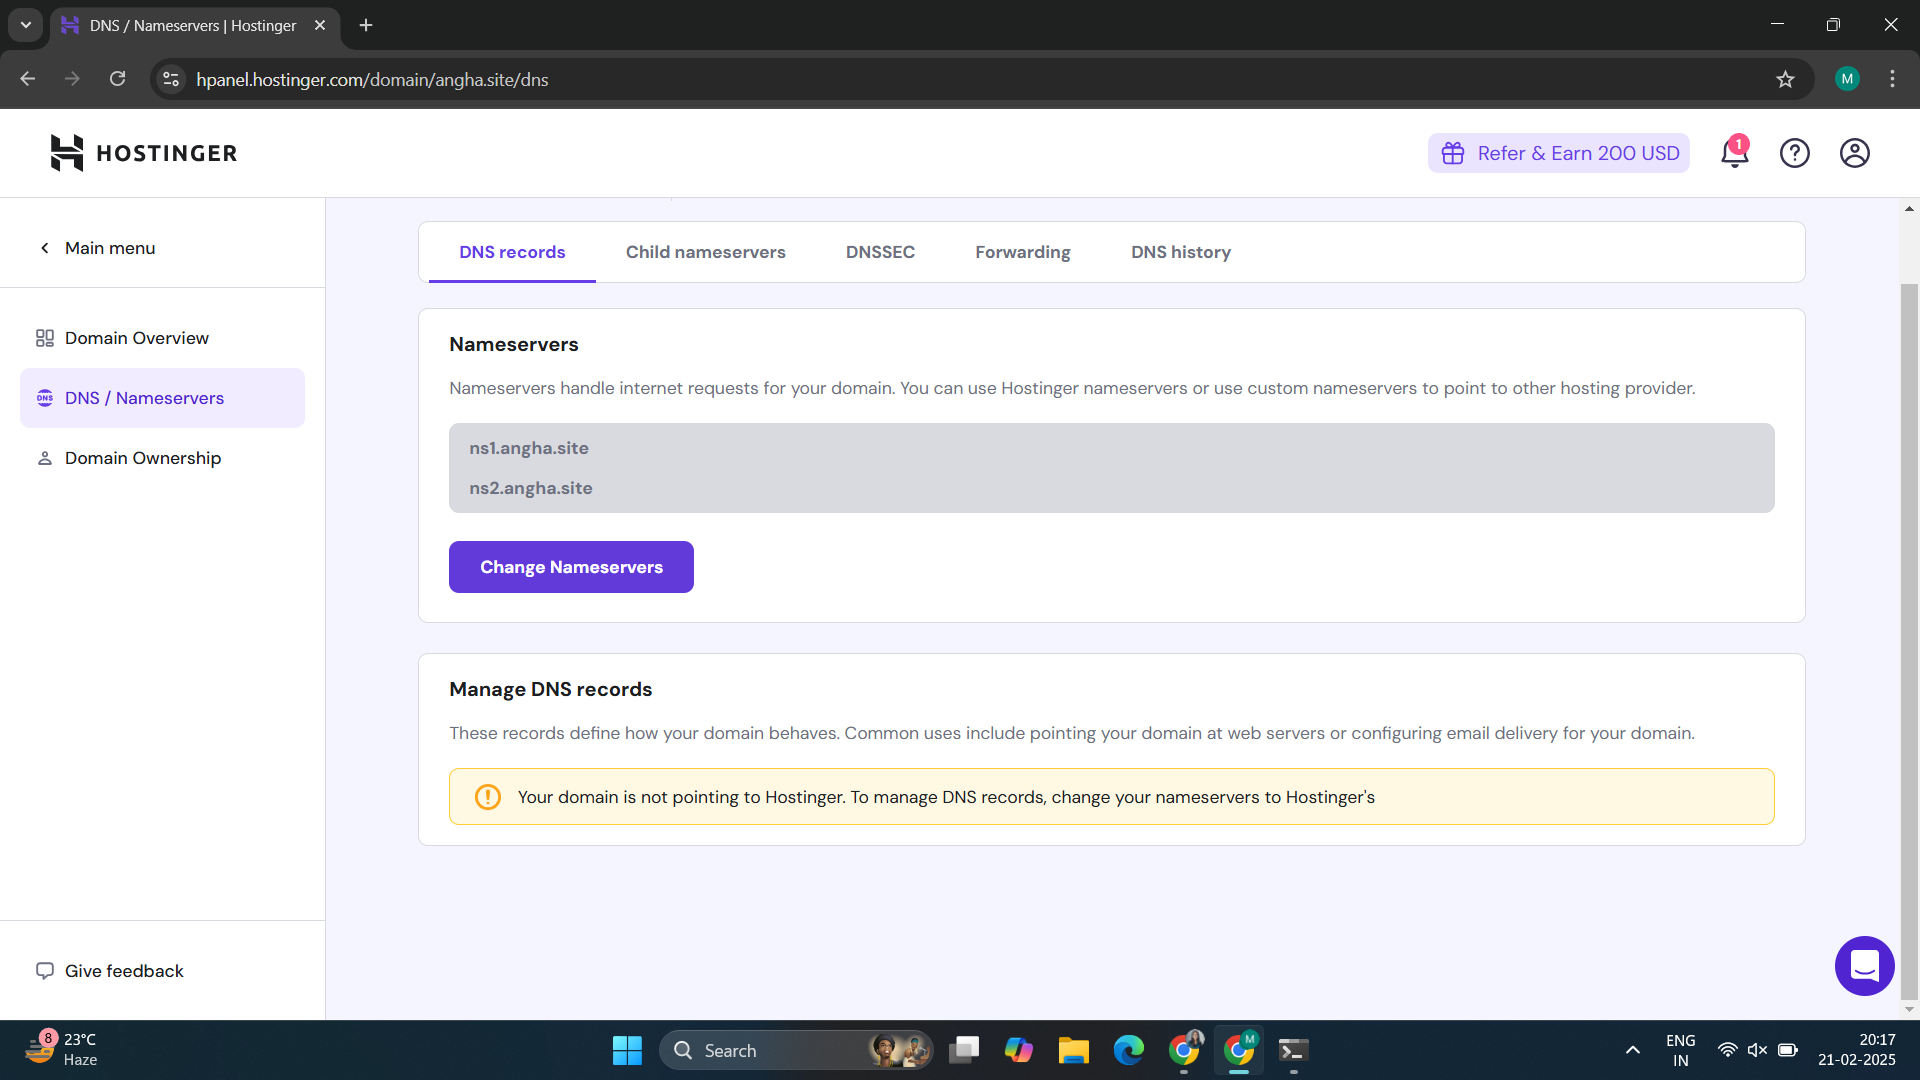 DNS / Nameservers | Hostinger
hpanel.hostinger.com/domain/angha.site/dns
M
HOSTINGER
Refer & Earn 200 USD
1
Main menu
DNS records
Child nameservers
DNSSEC
Forwarding
DNS history
Domain Overview
DNS
DNS / Nameservers
Domain Ownership
Nameservers
Nameservers handle internet requests for your domain. You can use Hostinger nameservers or use custom nameservers to point to other hosting provider.
ns1.angha.site
ns2.angha.site
Change Nameservers
Manage DNS records
These records define how your domain behaves. Common uses include pointing your domain at web servers or configuring email delivery for your domain.
Your domain is not pointing to Hostinger. To manage DNS records, change your nameservers to Hostinger's
Give feedback
8
23°C
Haze
Search
M
ENG
IN
20:17
21-02-2025